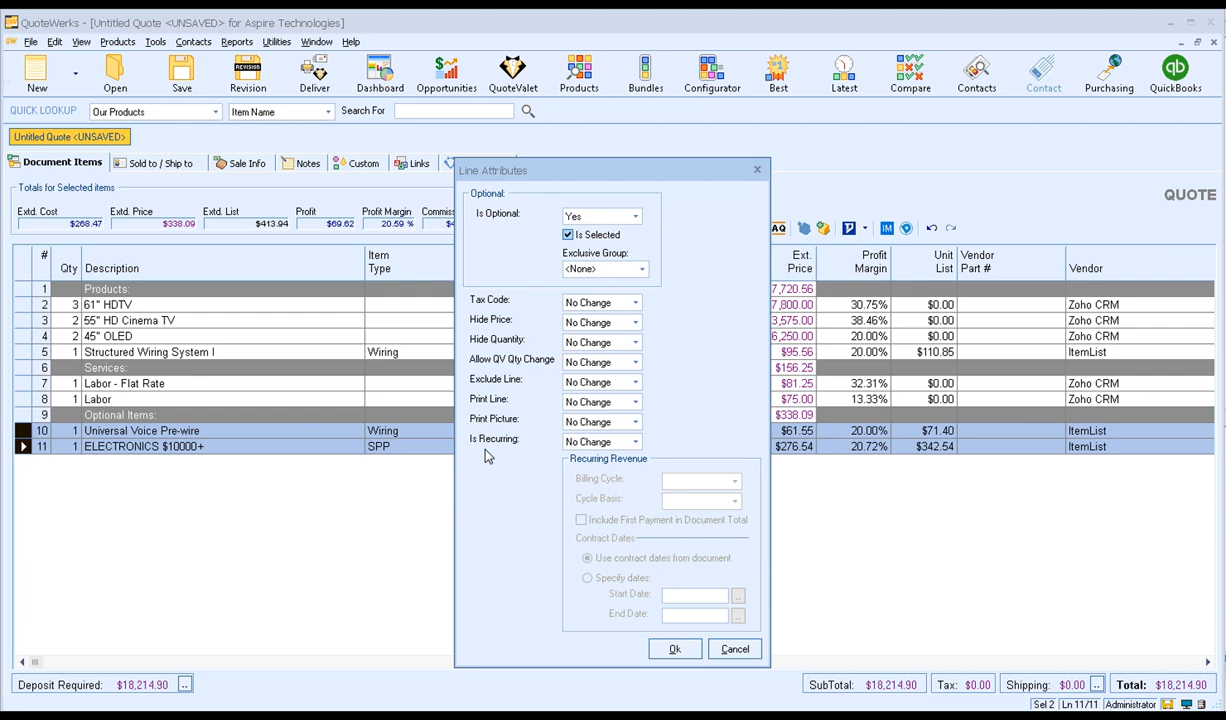 QuoteWerks - [Untitled Quote <UNSAVED> for Aspire Technologies]
File Edit View Products Tools Contacts Reports Utilities Window Help
New Open Save REVISION Revision Deliver Dashboard Opportunities QuoteValet Products Bundles Configurator #1 Best Latest Compare Contacts Contact Purchasing qb QuickBooks
QUICK LOOKUP Our Products Item Name Search For
Untitled Quote <UNSAVED>
Document Items Sold to / Ship to Sale Info Notes Custom Links
Totals for Selected items
Extd. Cost Extd. Price Extd. List Profit Profit Margin Commiss
$268.47 $338.09 $413.94 $69.62 20.59 %
QUOTE
AQ IM
# Qty Description Item Type Ext. Price Profit Margin Unit List Vendor Part # Vendor
1 Products: 7,720.56
2 3 61" HDTV 7,800.00 30.75% $0.00 Zoho CRM
3 2 55" HD Cinema TV 3,575.00 38.46% $0.00 Zoho CRM
4 2 45" OLED 6,250.00 20.00% $0.00 Zoho CRM
5 1 Structured Wiring System I Wiring $95.56 20.00% $110.85 ItemList
6 Services: $156.25
7 1 Labor - Flat Rate $81.25 32.31% $0.00 Zoho CRM
8 1 Labor $75.00 13.33% $0.00 Zoho CRM
9 Optional Items: $338.09
10 1 Universal Voice Pre-wire Wiring $61.55 20.00% $71.40 ItemList
11 1 ELECTRONICS $10000+ SPP $276.54 20.72% $342.54 ItemList
Line Attributes
Optional:
Is Optional: Yes
Is Selected
Exclusive Group:
<None>
Tax Code: No Change
Hide Price: No Change
Hide Quantity: No Change
Allow QV Qty Change No Change
Exclude Line: No Change
Print Line: No Change
Print Picture: No Change
Is Recuring: No Change
Recurring Revenue
Billing Cycle:
Cycle Basis:
Include First Payment in Document Total
Contract Dates
Use contract dates from document
Specify dates:
Start Date: ..
End Date: ..
Ok Cancel
Deposit Required: $18,214.90 .. SubTotal: $18,214.90 Tax: $0.00 Shipping: $0.00 .. Total: $18,214.90
Sel 2 Ln 11/11 Administrator